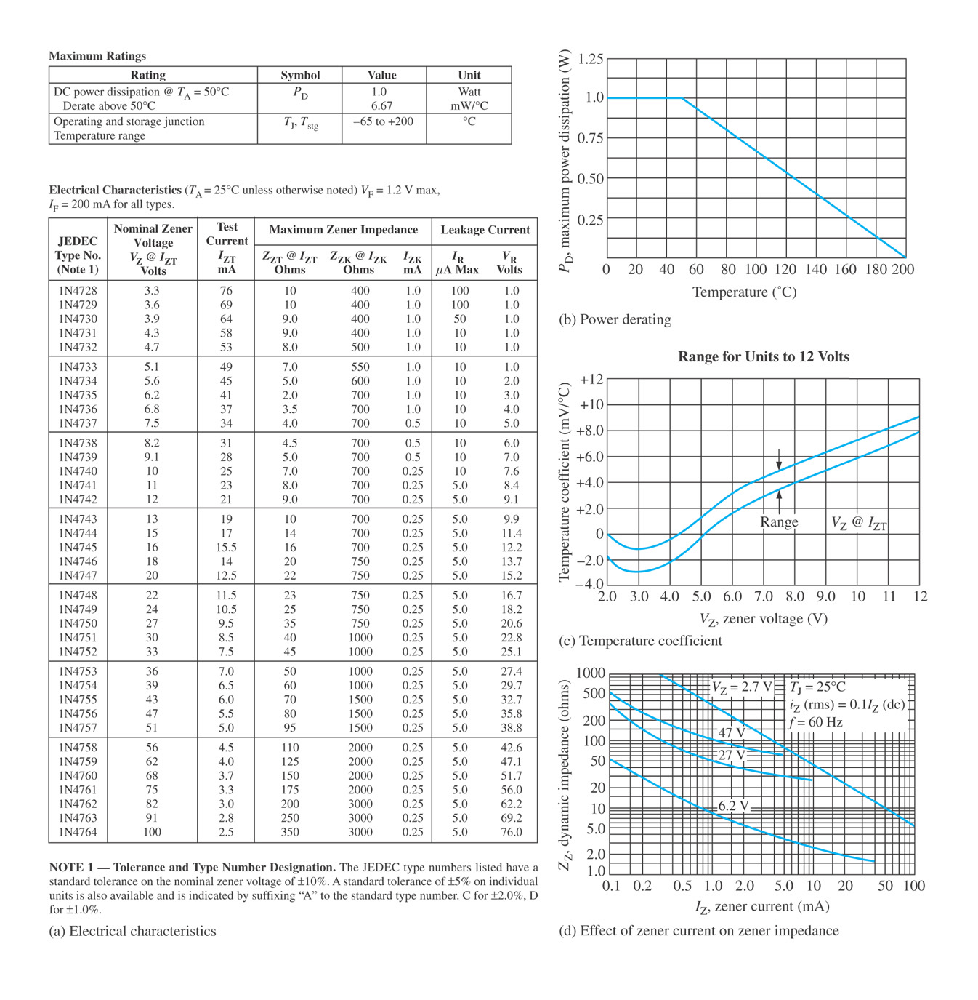 Maximum Ratings
Rating Symbol Value Unit
DC power dissipation @ TA = 50°C PD 1.0 Watt
Derate above 50°C 6.67 mW/°C
Operating and storage junction TJ, Tstg –65 to +200 °C
Temperature range
Electrical Characteristics (TA = 25°C unless otherwise noted) VF = 1.2 V max,
IF = 200 mA for all types.
JEDEC Type No. (Note 1)
Nominal Zener Voltage VZ @ IZT Volts
Test Current IZT mA
Maximum Zener Impedance
ZZT @ IZT Ohms
ZZK @ IZK Ohms
IZK mA
Leakage Current
IR μA Max
VR Volts
1N4728 3.3 76 10 400 1.0 100 1.0
1N4729 3.6 69 10 400 1.0 100 1.0
1N4730 3.9 64 9.0 400 1.0 50 1.0
1N4731 4.3 58 9.0 400 1.0 10 1.0
1N4732 4.7 53 8.0 500 1.0 10 1.0
1N4733 5.1 49 7.0 550 1.0 10 1.0
1N4734 5.6 45 5.0 600 1.0 10 2.0
1N4735 6.2 41 2.0 700 1.0 10 3.0
1N4736 6.8 37 3.5 700 1.0 10 4.0
1N4737 7.5 34 4.0 700 0.5 10 5.0
1N4738 8.2 31 4.5 700 0.5 10 6.0
1N4739 9.1 28 5.0 700 0.5 10 7.0
1N4740 10 25 7.0 700 0.25 10 7.6
1N4741 11 23 8.0 700 0.25 5.0 8.4
1N4742 12 21 9.0 700 0.25 5.0 9.1
1N4743 13 19 10 700 0.25 5.0 9.9
1N4744 15 17 14 700 0.25 5.0 11.4
1N4745 16 15.5 16 700 0.25 5.0 12.2
1N4746 18 14 20 750 0.25 5.0 13.7
1N4747 20 12.5 22 750 0.25 5.0 15.2
1N4748 22 11.5 23 750 0.25 5.0 16.7
1N4749 24 10.5 25 750 0.25 5.0 18.2
1N4750 27 9.5 35 750 0.25 5.0 20.6
1N4751 30 8.5 40 1000 0.25 5.0 22.8
1N4752 33 7.5 45 1000 0.25 5.0 25.1
1N4753 36 7.0 50 1000 0.25 5.0 27.4
1N4754 39 6.5 60 1000 0.25 5.0 29.7
1N4755 43 6.0 70 1500 0.25 5.0 32.7
1N4756 47 5.5 80 1500 0.25 5.0 35.8
1N4757 51 5.0 95 1500 0.25 5.0 38.8
1N4758 56 4.5 110 2000 0.25 5.0 42.6
1N4759 62 4.0 125 2000 0.25 5.0 47.1
1N4760 68 3.7 150 2000 0.25 5.0 51.7
1N4761 75 3.3 175 2000 0.25 5.0 56.0
1N4762 82 3.0 200 3000 0.25 5.0 62.2
1N4763 91 2.8 250 3000 0.25 5.0 69.2
1N4764 100 2.5 350 3000 0.25 5.0 76.0
NOTE 1 — Tolerance and Type Number Designation. The JEDEC type numbers listed have a
standard tolerance on the nominal zener voltage of ±10%. A standard tolerance of ±5% on individual
units is also available and is indicated by suffixing “A” to the standard type number. C for ±2.0%, D
for ±1.0%.
(a) Electrical characteristics
PD, maximum power dissipation (W)
1.25
1.0
0.75
0.50
0.25
0 20 40 60 80 100 120 140 160 180 200
Temperature (˚C)
(b) Power derating
Range for Units to 12 Volts
Temperature coefficient (mV/°C)
+12
+10
+8.0
+6.0
+4.0
+2.0
0
–2.0
–4.0
Range
VZ @ IZT
2.0 3.0 4.0 5.0 6.0 7.0 8.0 9.0 10 11 12
VZ, zener voltage (V)
(c) Temperature coefficient
ZZ, dynamic impedance (ohms)
1000
500
200
100
50
20
10
5.0
2.0
1.0
VZ = 2.7 V
47 V
27 V
6.2 V
TJ = 25°C
iZ (rms) = 0.1IZ (dc)
f = 60 Hz
0.1 0.2 0.5 1.0 2.0 5.0 10 20 50 100
IZ, zener current (mA)
(d) Effect of zener current on zener impedance